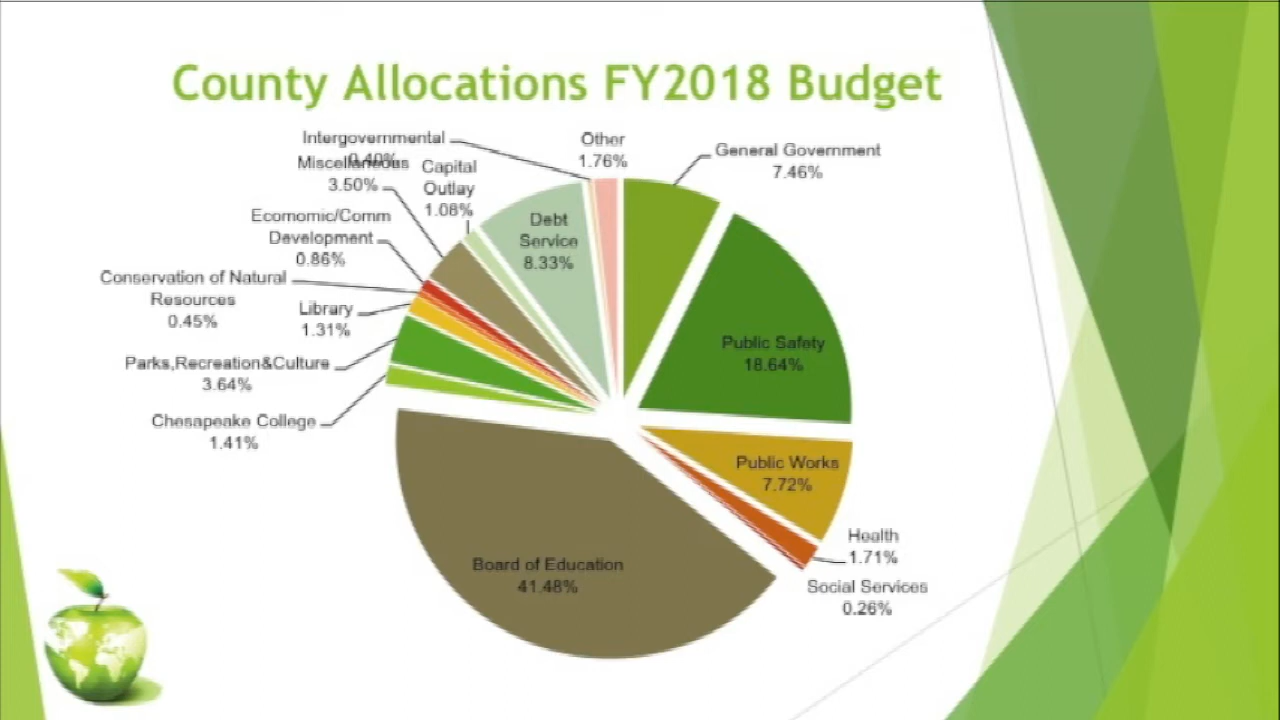 County Allocations FY2018 Budget
Intergovernmental
0.40%
Miscellaneous
3.50%
Capital
Outlay
1.08%
Other
1.76%
General Government
7.46%
Economic/Comm
Development
0.86%
Debt
Service
8.33%
Conservation of Natural
Resources
0.45%
Library
1.31%
Public Safety
18.64%
Parks,Recreation&Culture
3.64%
Chesapeake College
1.41%
Public Works
7.72%
Health
1.71%
Board of Education
41.48%
Social Services
0.26%